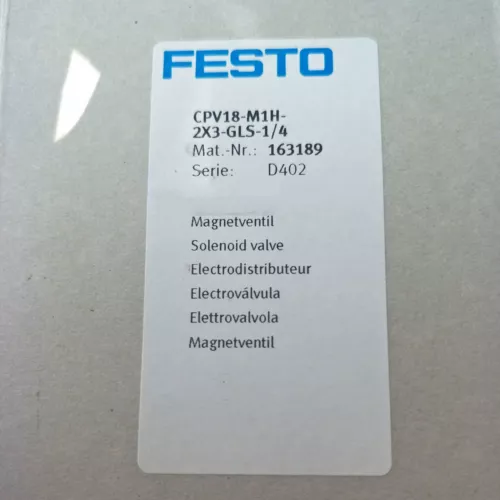 FESTO
CPV18-M1H-
2X3-GLS-1/4
Mat.-Nr.: 163189
Serie: D402
Magnetventil
Solenoid valve
Electrodistributeur
Electroválvula
Elettrovalvola
Magnetventil